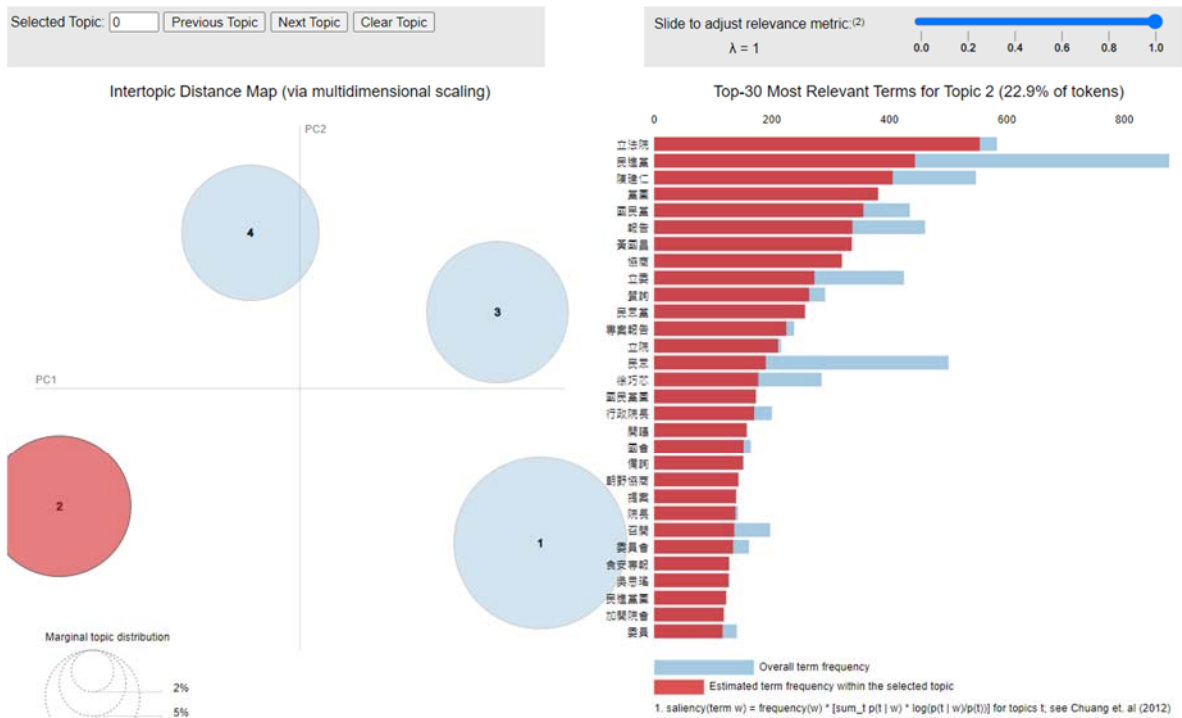 Selected Topic: 0 Previous Topic Next Topic Clear Topic
Slide to adjust relevance metric:(2)
λ = 1
0.0 0.2 0.4 0.6 0.8 1.0
Intertopic Distance Map (via multidimensional scaling)
PC2
PC1
4
3
2
1
Marginal topic distribution
2%
5%
Top-30 Most Relevant Terms for Topic 2 (22.9% of tokens)
0 200 400 600 800
立法院
民進黨
陳建仁
黨團
國民黨
報告
黃國昌
協商
立委
質詢
民眾黨
專案報告
立院
民眾
徐巧芯
國民黨團
行政院長
開議
國會
備詢
朝野協商
提案
院長
召開
委員會
食安專報
吳思瑤
民進黨團
加開院會
委員
Overall term frequency
Estimated term frequency within the selected topic
1. saliency(term w) = frequency(w) * [sum_t p(t | w) * log(p(t | w)/p(t))] for topics t; see Chuang et. al (2012)